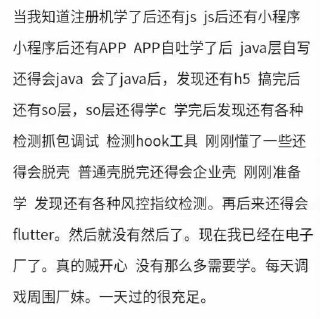 当我知道注册机学了后还有js js后还有小程序
小程序后还有APP APP自吐学了后 java层自写
还得会java 会了java后，发现还有h5 搞完后
还有so层，so层还得学c 学完后发现还有各种
检测抓包调试 检测hook工具 刚刚懂了一些还
得会脱壳 普通壳脱完还得会企业壳 刚刚准备
学 发现还有各种风控指纹检测。再后来还得会
flutter。然后就没有然后了。现在我已经在电子
厂了。真的贼开心 没有那么多需要学。每天调
戏周围厂妹。一天过的很充足。